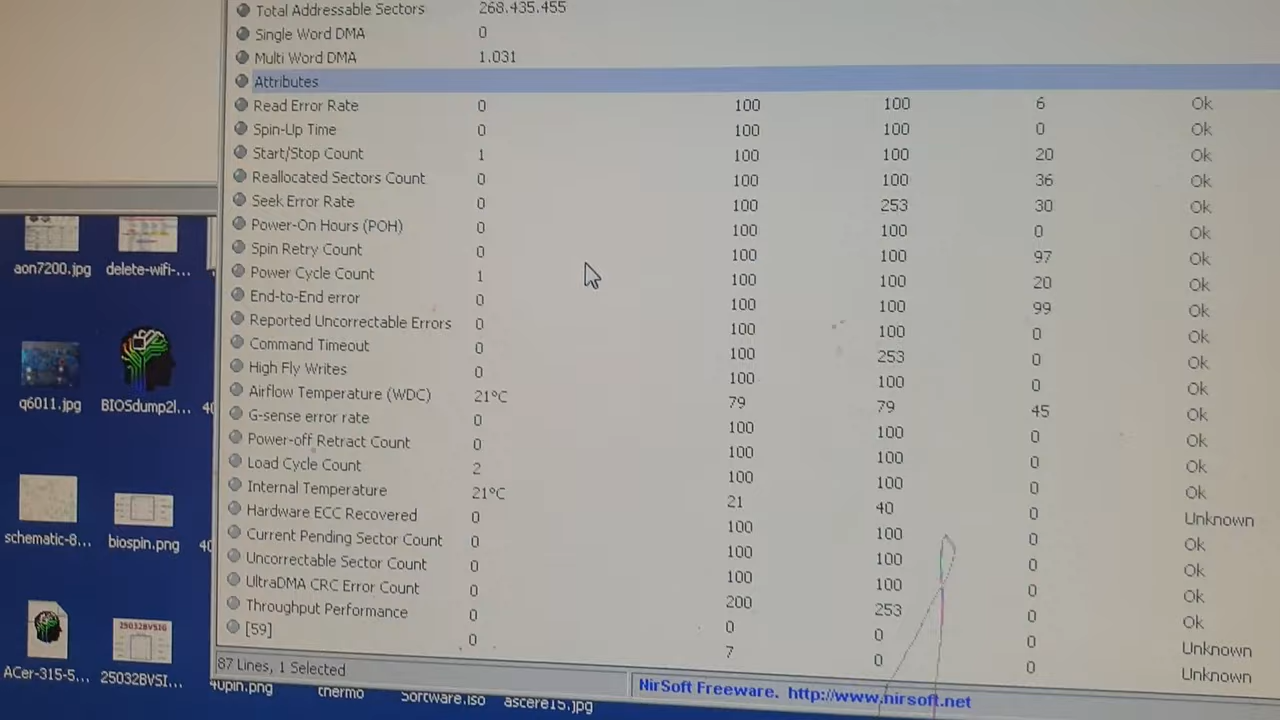 Total Addressable Sectors 268.435.455
Single Word DMA 0
Multi Word DMA 1.031
Attributes
Read Error Rate 0 100 100 6 Ok
Spin-Up Time 0 100 100 0 Ok
Start/Stop Count 1 100 100 20 Ok
Reallocated Sectors Count 0 100 100 36 Ok
Seek Error Rate 0 100 253 30 Ok
Power-On Hours (POH) 0 100 100 0 Ok
Spin Retry Count 0 100 100 97 Ok
Power Cycle Count 1 100 100 20 Ok
End-to-End error 0 100 100 99 Ok
Reported Uncorrectable Errors 0 100 100 0 Ok
Command Timeout 0 100 253 0 Ok
High Fly Writes 0 100 100 0 Ok
Airflow Temperature (WDC) 21°C 79 79 45 Ok
G-sense error rate 0 100 100 0 Ok
Power-off Retract Count 0 100 100 0 Ok
Load Cycle Count 2 100 100 0 Ok
Internal Temperature 21°C 21 40 0 Unknown
Hardware ECC Recovered 0 100 100 0 Ok
Current Pending Sector Count 0 100 100 0 Ok
Uncorrectable Sector Count 0 100 100 0 Ok
UltraDMA CRC Error Count 0 200 253 0 Ok
Throughput Performance 0 0 0 0 Unknown
[59] 0 7 0 0 Unknown
87 Lines, 1 Selected
NirSoft Freeware. http://www.nirsoft.net
aon7200.jpg delete-wifi-...
q6011.jpg BIOSdump2l... 40
schematic-8... biospin.png 40
25032BVSIG
ACer-315-5... 25032BVSI... 40pin.png thermo Software.iso ascere15.jpg